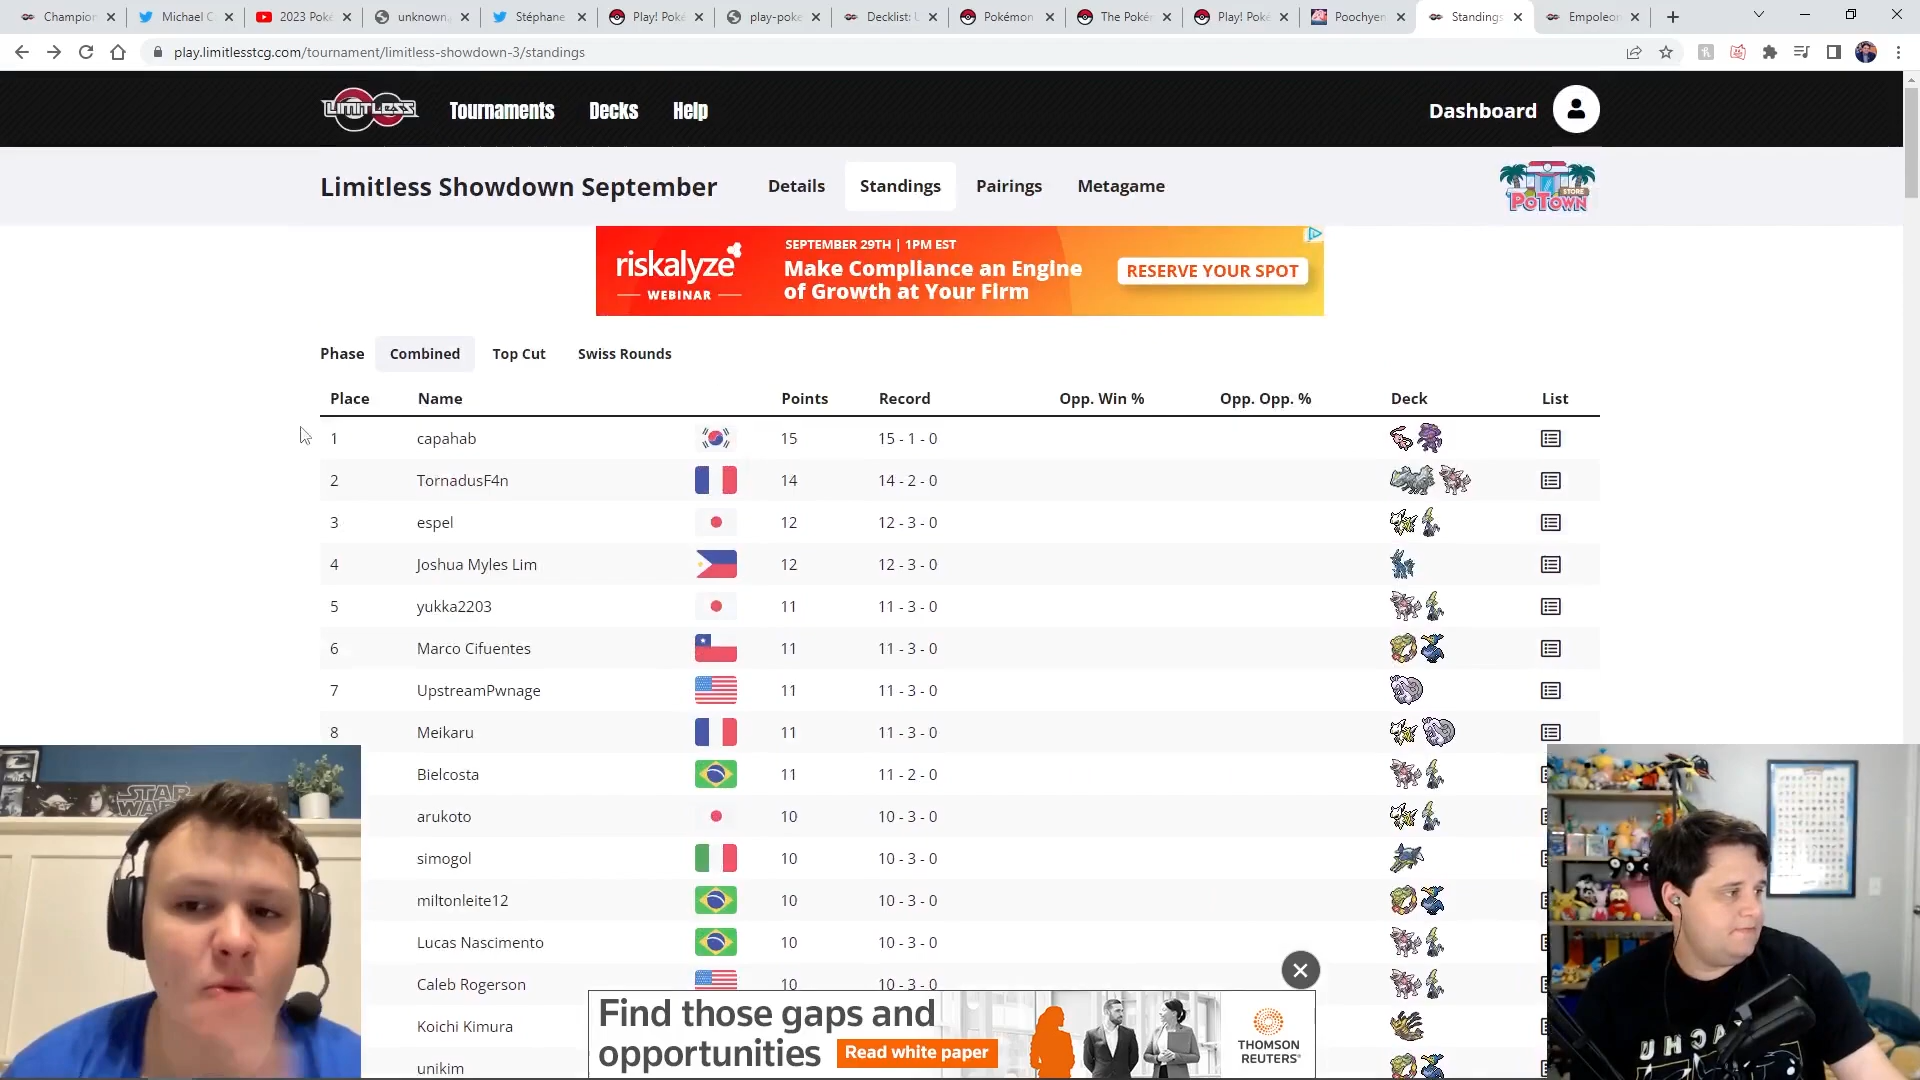 Champion
Michael C
2023 Poké
unknown
Stéphane
Play! Poké
play-poke
Decklist: U
Pokémon
The Poké
Play! Poké
Poochyen
Standings
Empoleon
play.limitlesstcg.com/tournament/limitless-showdown-3/standings
LIMITLESS Tournaments Decks Help Dashboard
Limitless Showdown September Details Standings Pairings Metagame POTOWN STORE
riskalyze WEBINAR
SEPTEMBER 29TH | 1PM EST
Make Compliance an Engine
of Growth at Your Firm
RESERVE YOUR SPOT
Phase Combined Top Cut Swiss Rounds
Place Name Points Record Opp. Win % Opp. Opp. % Deck List
1 capahab 15 15 - 1 - 0
2 TornadusF4n 14 14 - 2 - 0
3 espel 12 12 - 3 - 0
4 Joshua Myles Lim 12 12 - 3 - 0
5 yukka2203 11 11 - 3 - 0
6 Marco Cifuentes 11 11 - 3 - 0
7 UpstreamPwnage 11 11 - 3 - 0
8 Meikaru 11 11 - 3 - 0
Bielcosta 11 11 - 2 - 0
arukoto 10 10 - 3 - 0
simogol 10 10 - 3 - 0
miltonleite12 10 10 - 3 - 0
Lucas Nascimento 10 10 - 3 - 0
Caleb Rogerson 10 10 - 3 - 0
Koichi Kimura
unikim
STAR
WARS
Find those gaps and
opportunities
Read white paper
THOMSON
REUTERS®